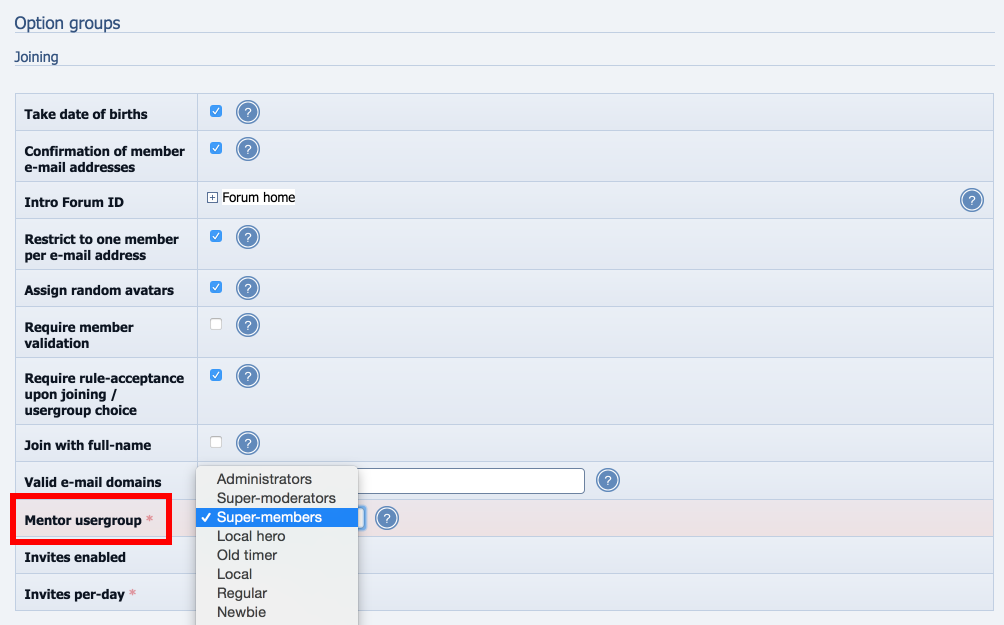 Option groups
Joining
Take date of births
?
Confirmation of member
e-mail addresses
?
Intro Forum ID
Forum home
?
Restrict to one member
per e-mail address
?
Assign random avatars
?
Require member
validation
?
Require rule-acceptance
upon joining /
usergroup choice
?
Join with full-name
?
Valid e-mail domains
?
Mentor usergroup *
?
Administrators
Super-moderators
✓ Super-members
Local hero
Old timer
Local
Regular
Newbie
Invites enabled
Invites per-day *